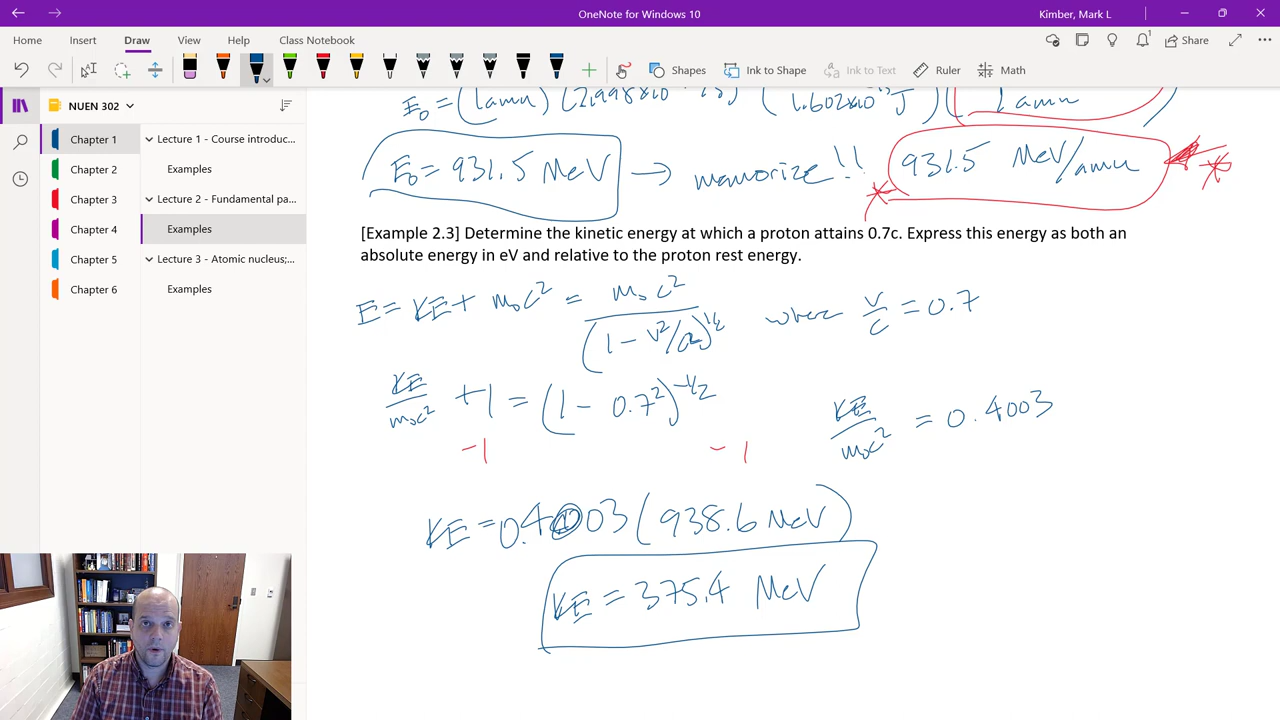 OneNote for Windows 10
Kimber, Mark L
Home Insert Draw View Help Class Notebook
Share
Shapes Ink to Shape Ink to Text Ruler Math
NUEN 302
Chapter 1
Chapter 2
Chapter 3
Chapter 4
Chapter 5
Chapter 6
Lecture 1 - Course introduc...
Examples
Lecture 2 - Fundamental pa...
Examples
Lecture 3 - Atomic nucleus;...
Examples
E₀ = 931.5 MeV → memorize!! 931.5 MeV/amu
[Example 2.3] Determine the kinetic energy at which a proton attains 0.7c. Express this energy as both an
absolute energy in eV and relative to the proton rest energy.
E = KE + m₀c² = m₀c² / (1 - v²/c²)^½ where v/c = 0.7
KE/m₀c² + 1 = (1 - 0.7²)^-1/2
-1 -1
KE/m₀c² = 0.4003
KE = 0.4003 (938.6 MeV)
KE = 375.4 MeV